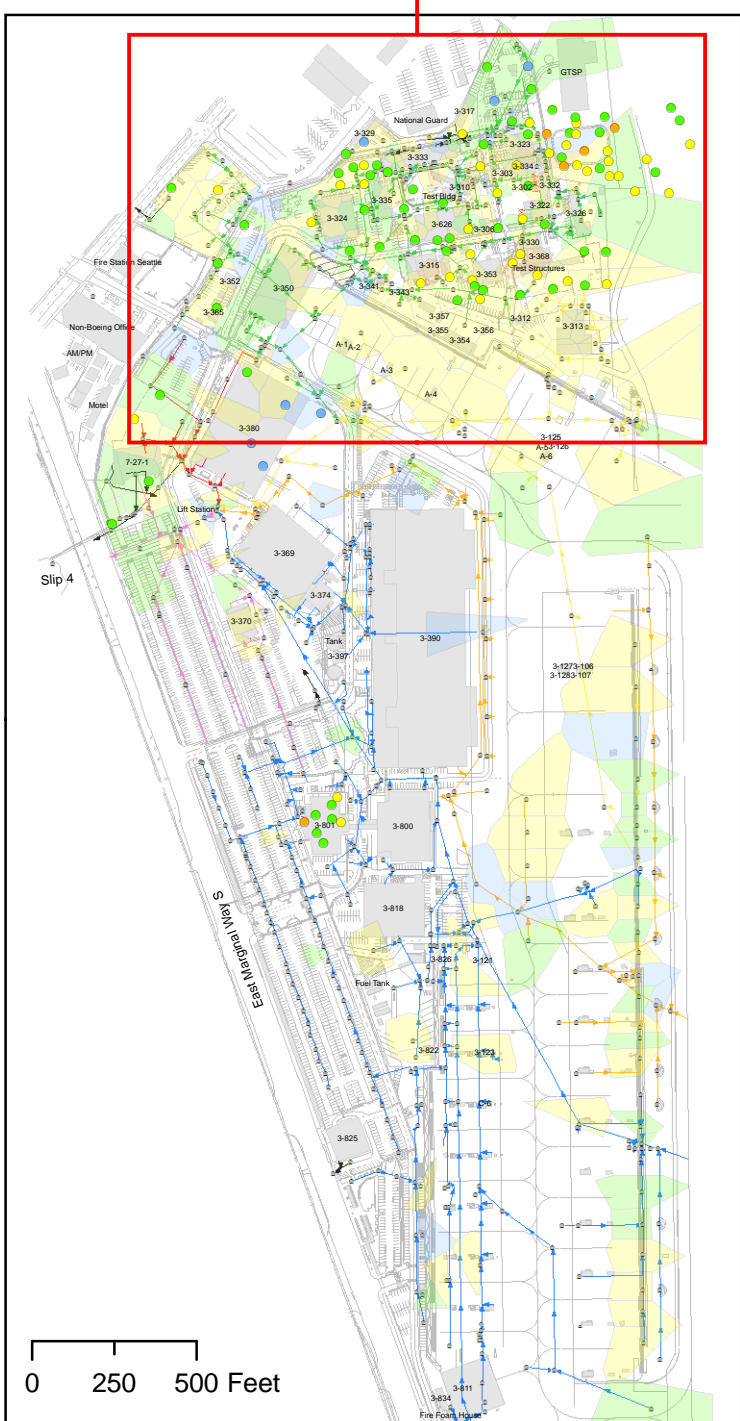 GTSP
3-317
National Guard
3-329
3-323
3-333
3-334
3-303
3-310
3-302
3-332
Test Bldg
3-335
3-322
3-326
3-324
3-626
3-306
3-330
3-368
Fire Station Seattle
3-315
Test Structures
3-352
3-350
3-341
3-353
3-343
3-365
3-357
3-312
3-313
Non-Boeing Office
3-355
3-356
3-354
A-1
A-2
AM/PM
A-3
A-4
Motel
3-380
3-125
A-5
3-126
A-6
7-27-1
Lift Station
Slip 4
3-369
3-374
3-370
3-390
Tank
3-397
3-1273-106
3-1283-107
3-801
3-800
3-818
East Marginal Way S
3-826
3-121
Fuel Tank
3-822
3-123
C-6
3-825
0 250 500 Feet
3-811
3-834
Fire Foam House